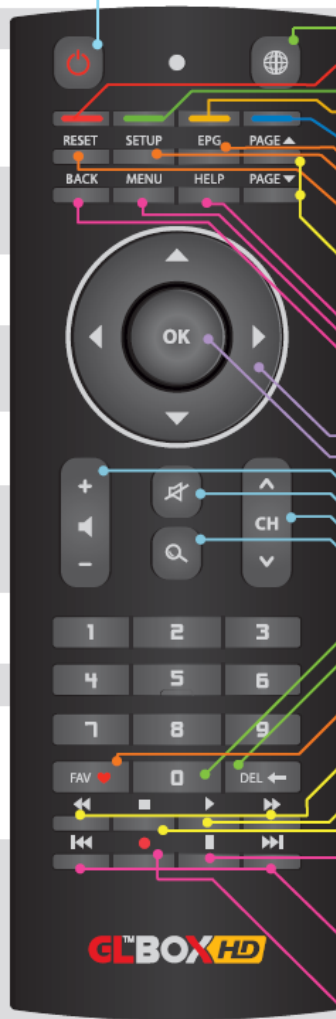 RESET SETUP EPG PAGE
BACK MENU HELP PAGE
OK
+
CH
-
1 2 3
4 5 6
7 8 9
FAV 0 DEL
GLBOX™ HD